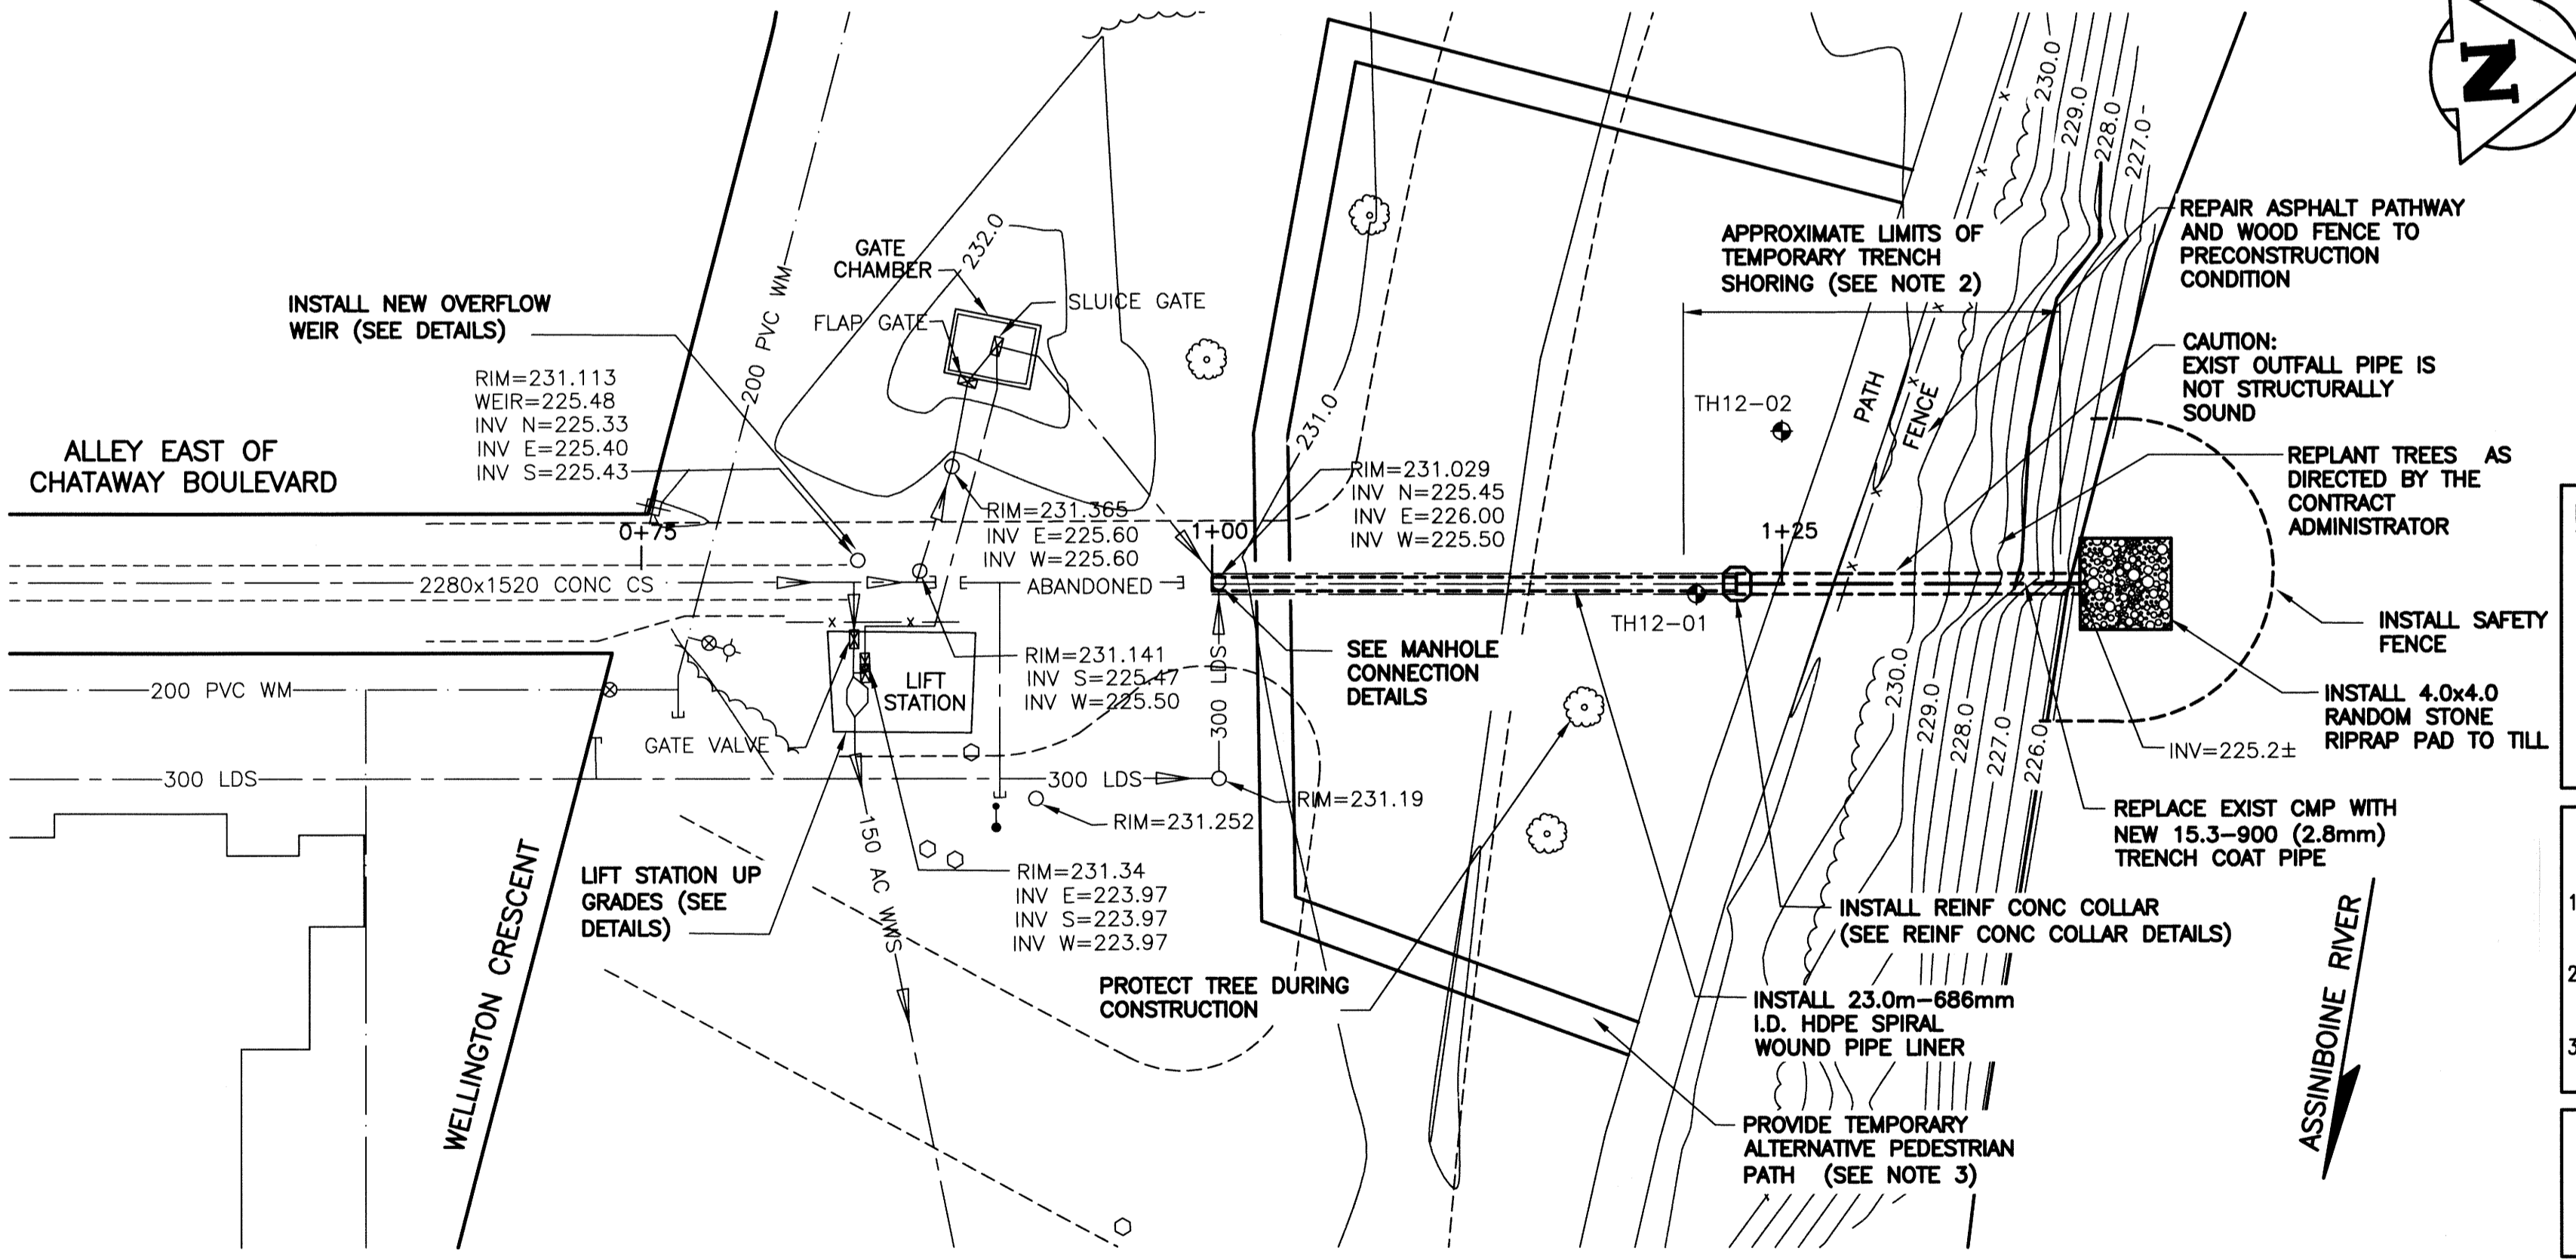 N
230.0
229.0
228.0
227.0
REPAIR ASPHALT PATHWAY
AND WOOD FENCE TO
PRECONSTRUCTION
CONDITION
APPROXIMATE LIMITS OF
TEMPORARY TRENCH
SHORING (SEE NOTE 2)
232.0
GATE
CHAMBER
SLUICE GATE
FLAP GATE
200 PVC WM
INSTALL NEW OVERFLOW
WEIR (SEE DETAILS)
RIM=231.113
WEIR=225.48
INV N=225.33
INV E=225.40
INV S=225.43
ALLEY EAST OF
CHATAWAY BOULEVARD
CAUTION:
EXIST OUTFALL PIPE IS
NOT STRUCTURALLY
SOUND
TH12-02
PATH
FENCE
x
x
x
x
x
x
x
231.0
REPLANT TREES AS
DIRECTED BY THE
CONTRACT
ADMINISTRATOR
RIM=231.029
INV N=225.45
INV E=226.00
INV W=225.50
RIM=231.365
INV E=225.60
INV W=225.60
0+75
1+00
1+25
2280x1520 CONC CS
ABANDONED
TH12-01
INSTALL SAFETY
FENCE
x
x
RIM=231.141
INV S=225.47
INV W=225.50
SEE MANHOLE
CONNECTION
DETAILS
LIFT
STATION
200 PVC WM
GATE VALVE
300 LDS
300 LDS
300 LDS
RIM=231.19
RIM=231.252
230.0
229.0
228.0
227.0
226.0
INSTALL 4.0x4.0
RANDOM STONE
RIPRAP PAD TO TILL
INV=225.2±
REPLACE EXIST CMP WITH
NEW 15.3-900 (2.8mm)
TRENCH COAT PIPE
150 AC WWS
LIFT STATION UP
GRADES (SEE
DETAILS)
RIM=231.34
INV E=223.97
INV S=223.97
INV W=223.97
WELLINGTON CRESCENT
INSTALL REINF CONC COLLAR
(SEE REINF CONC COLLAR DETAILS)
PROTECT TREE DURING
CONSTRUCTION
INSTALL 23.0m-686mm
I.D. HDPE SPIRAL
WOUND PIPE LINER
PROVIDE TEMPORARY
ALTERNATIVE PEDESTRIAN
PATH (SEE NOTE 3)
ASSINIBOINE RIVER
1
2
3